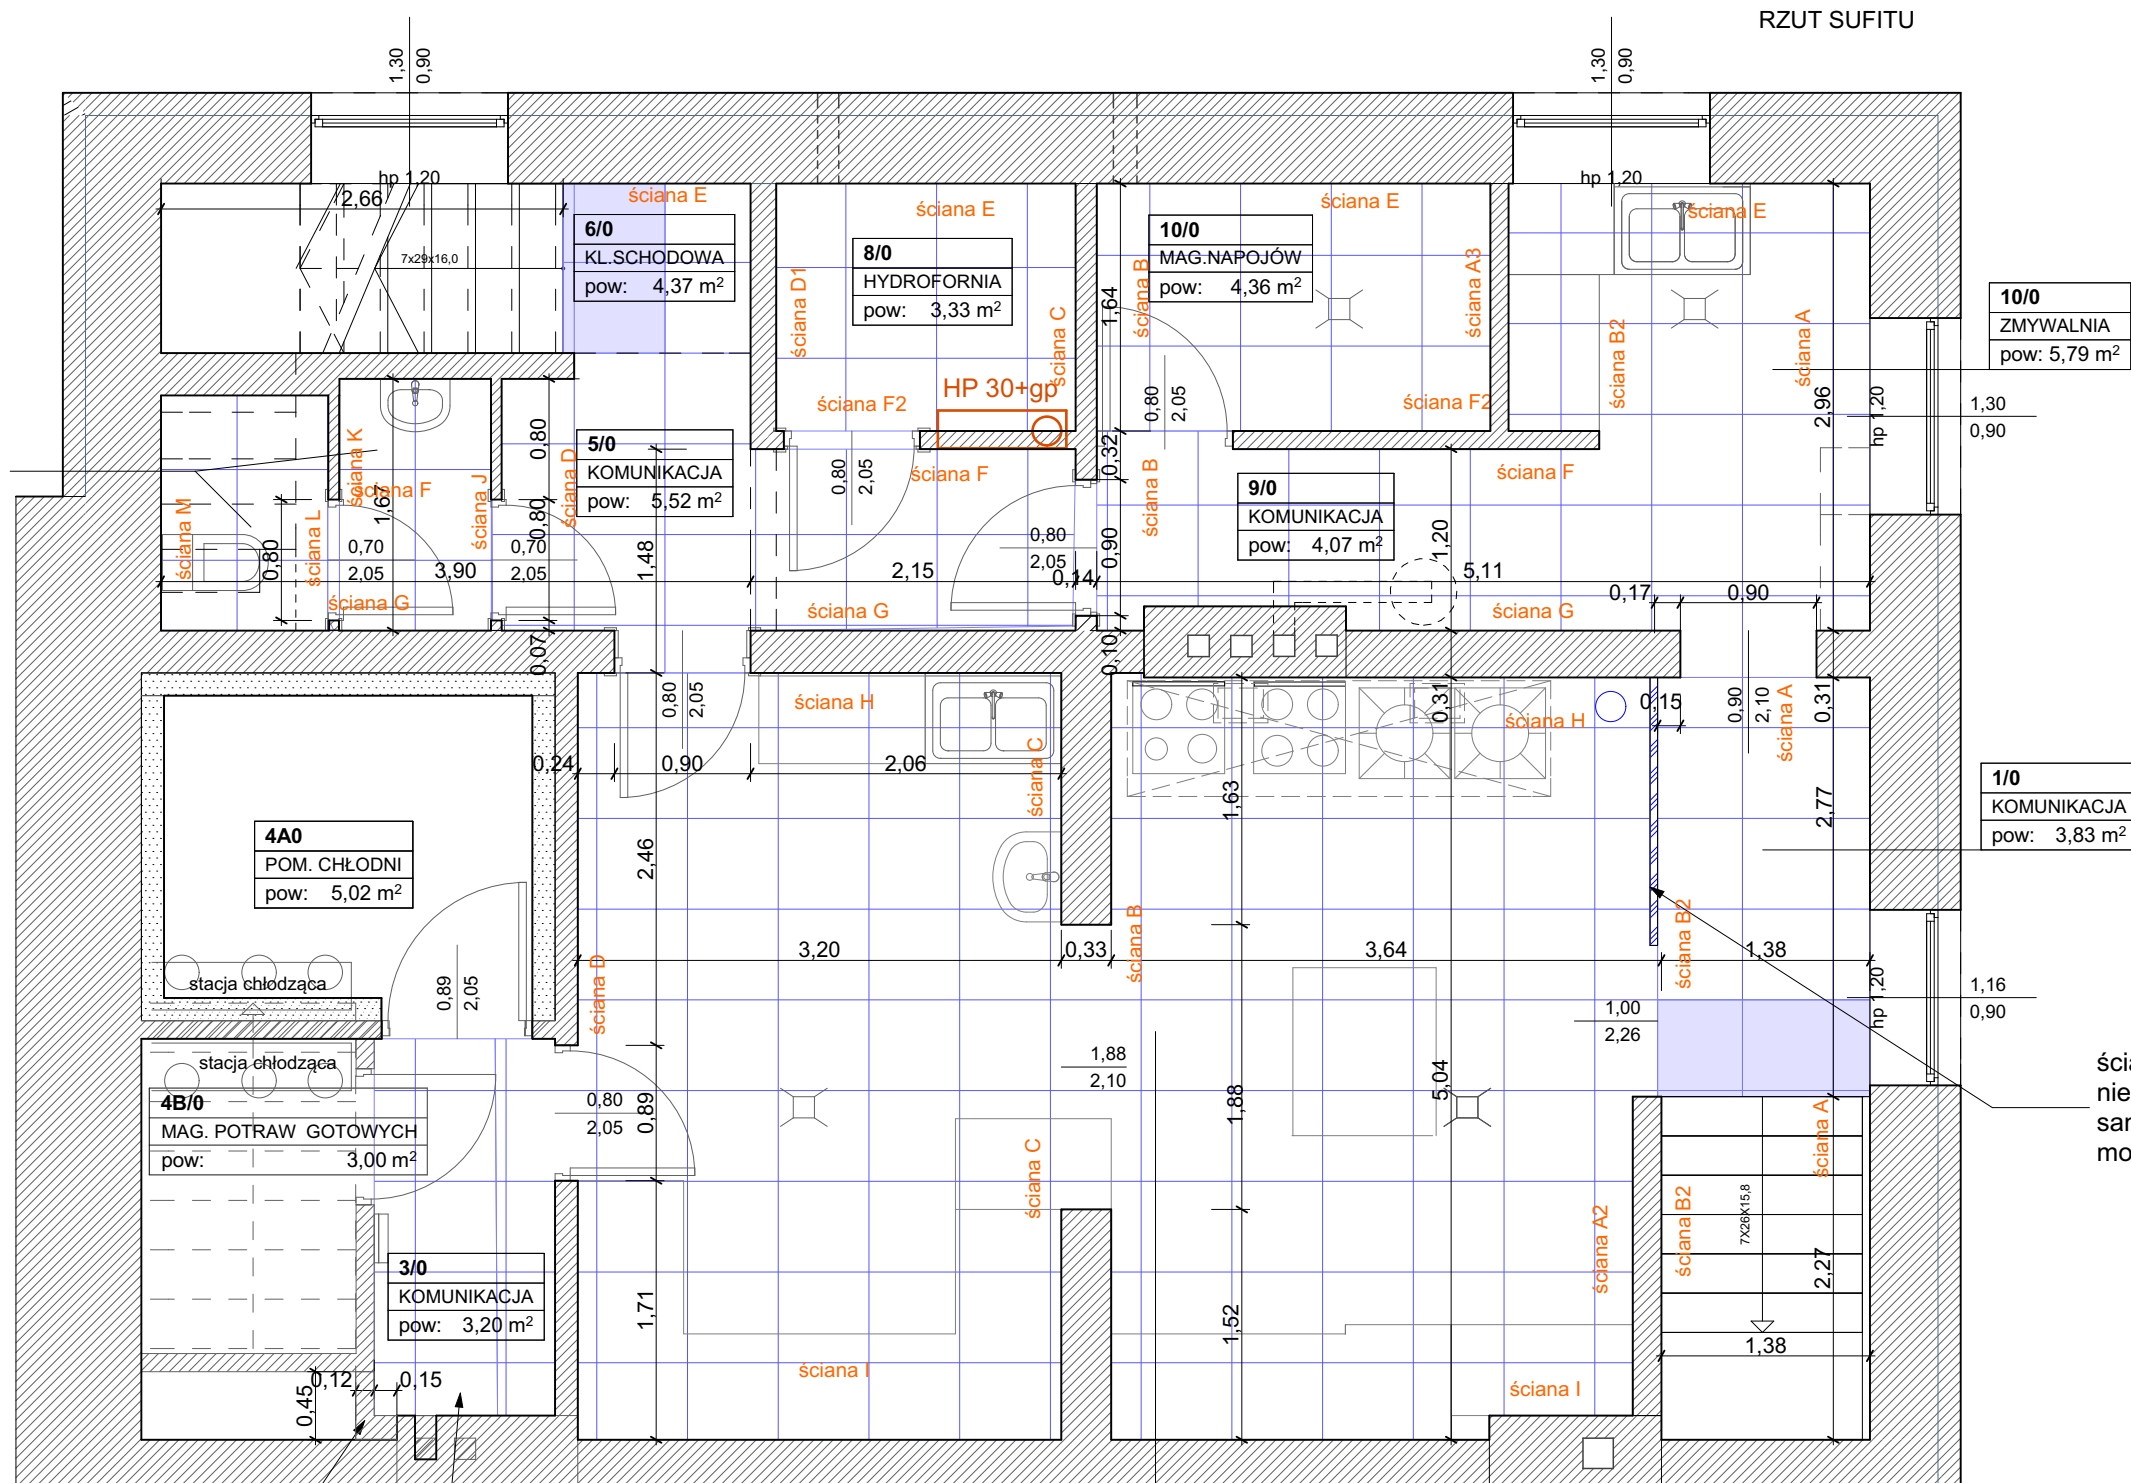 RZUT SUFITU
1,30
0,90
1,30
0,90
hp 1,20
2,66
7x29x16,0
ściana E
6/0
KL.SCHODOWA
pow: 4,37 m²
ściana E
8/0
HYDROFORNIA
pow: 3,33 m²
ściana D1
ściana C
ściana F2
HP 30+gp
ściana E
10/0
MAG.NAPOJÓW
pow: 4,36 m²
ściana B
1,64
ściana A3
0,80
2,05
ściana F2
hp 1,20
ściana E
ściana B2
ściana A
2,96
hp 1,20
10/0
ZMYWALNIA
pow: 5,79 m²
1,30
0,90
ściana K
ściana F
1,67
ściana J
ściana M
ściana L
0,80
0,70
2,05
ściana G
3,90
0,80
0,80
ściana D
0,70
2,05
0,07
5/0
KOMUNIKACJA
pow: 5,52 m²
1,48
0,80
2,05
ściana F
2,15
0,80
2,05
0,14
ściana G
0,32
0,90
0,10
ściana B
9/0
KOMUNIKACJA
pow: 4,07 m²
1,20
ściana F
5,11
ściana G
0,17
0,90
0,80
2,05
ściana H
ściana C
0,24
0,90
2,06
2,46
0,31
ściana H
0,15
0,90
2,10
ściana A
0,31
1,63
2,77
1/0
KOMUNIKACJA
pow: 3,83 m²
4A0
POM. CHŁODNI
pow: 5,02 m²
stacja chłodząca
0,89
2,05
ściana D
3,20
0,33
ściana B
3,64
ściana B2
1,38
hp 1,20
1,16
0,90
1,00
2,26
stacja chłodząca
4B/0
MAG. POTRAW GOTOWYCH
pow: 3,00 m²
0,80
2,05
0,89
1,88
2,10
1,88
5,04
ściana C
ściana A2
ściana B2
7X26X15,8
ściana A
2,27
1,38
3/0
KOMUNIKACJA
pow: 3,20 m²
0,12
0,15
0,45
1,71
ściana I
1,52
ściana I
nie